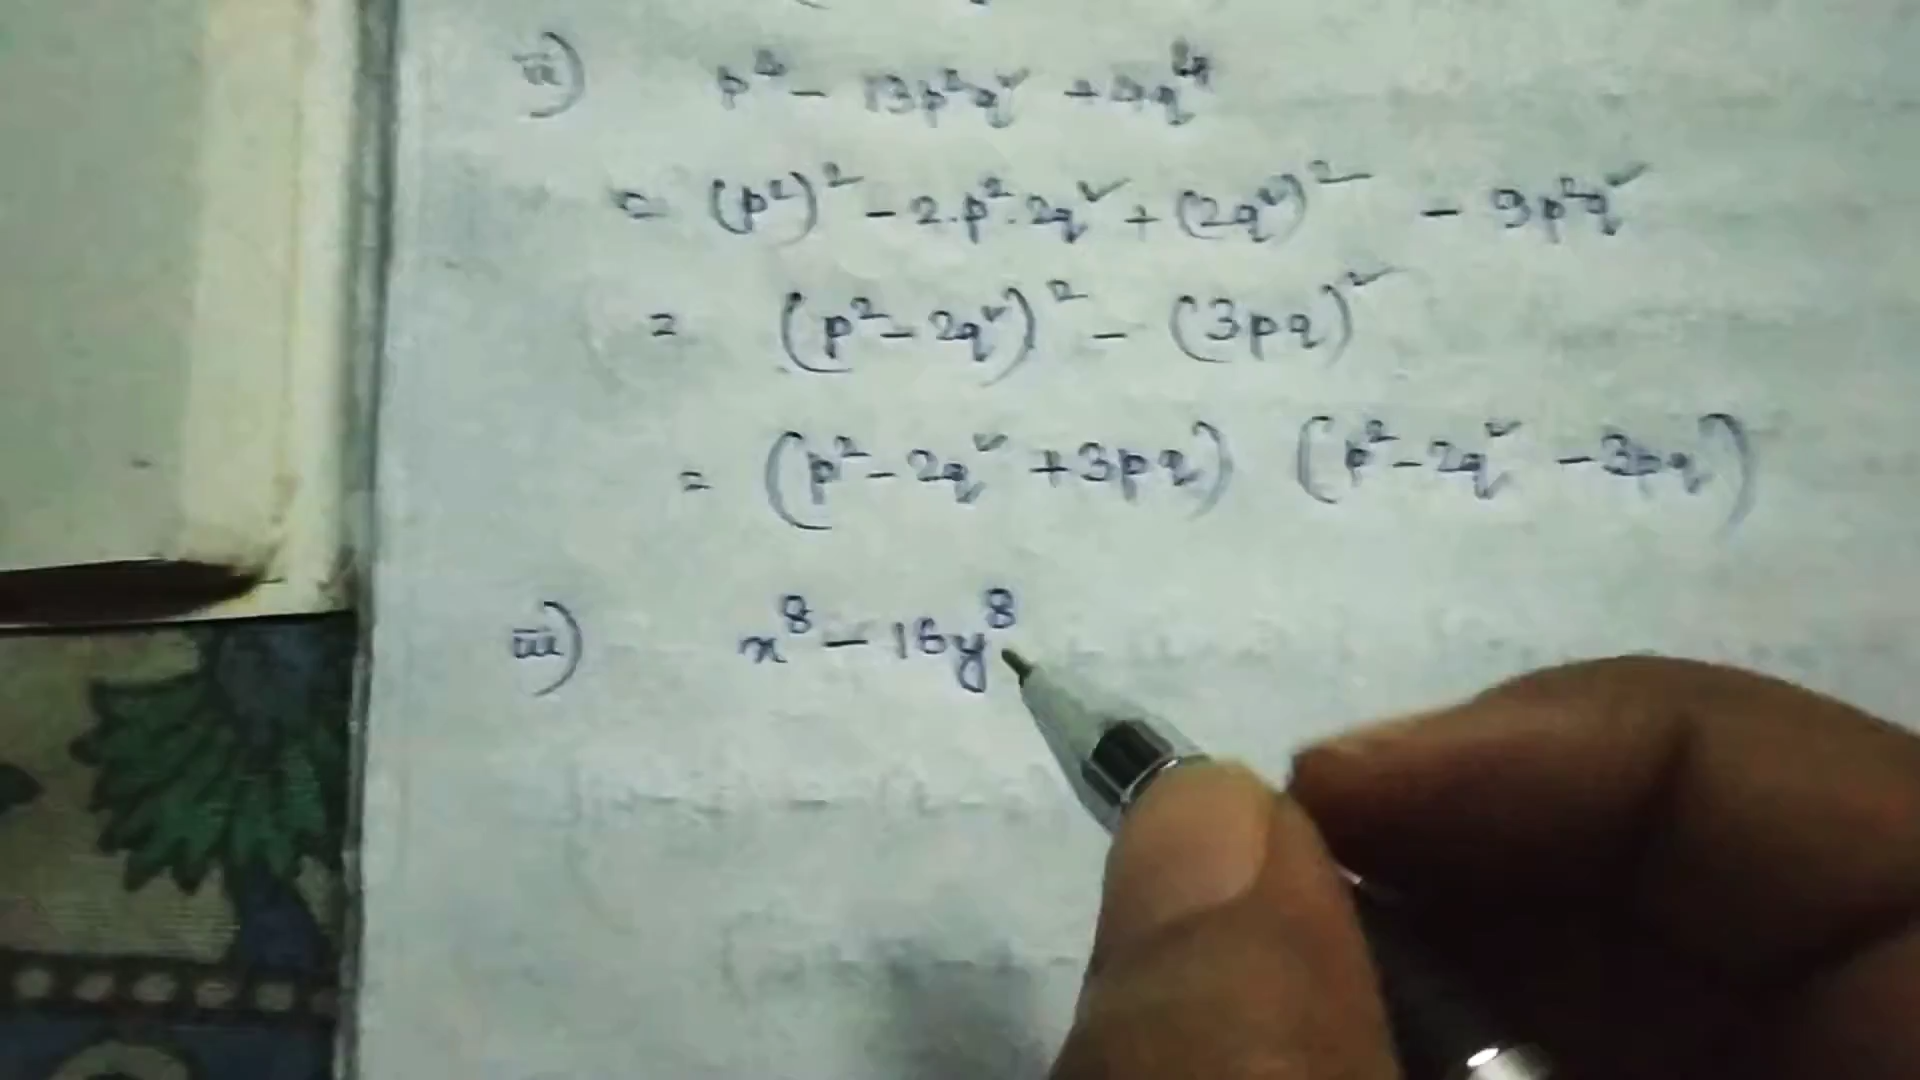 ii) p⁴ - 13p²q² + 4q⁴
= (p²)² - 2.p².2q² + (2q²)² - 9p²q²
= (p² - 2q²)² - (3pq)²
= (p² - 2q² + 3pq) (p² - 2q² - 3pq)
iii) x⁸ - 16y⁸